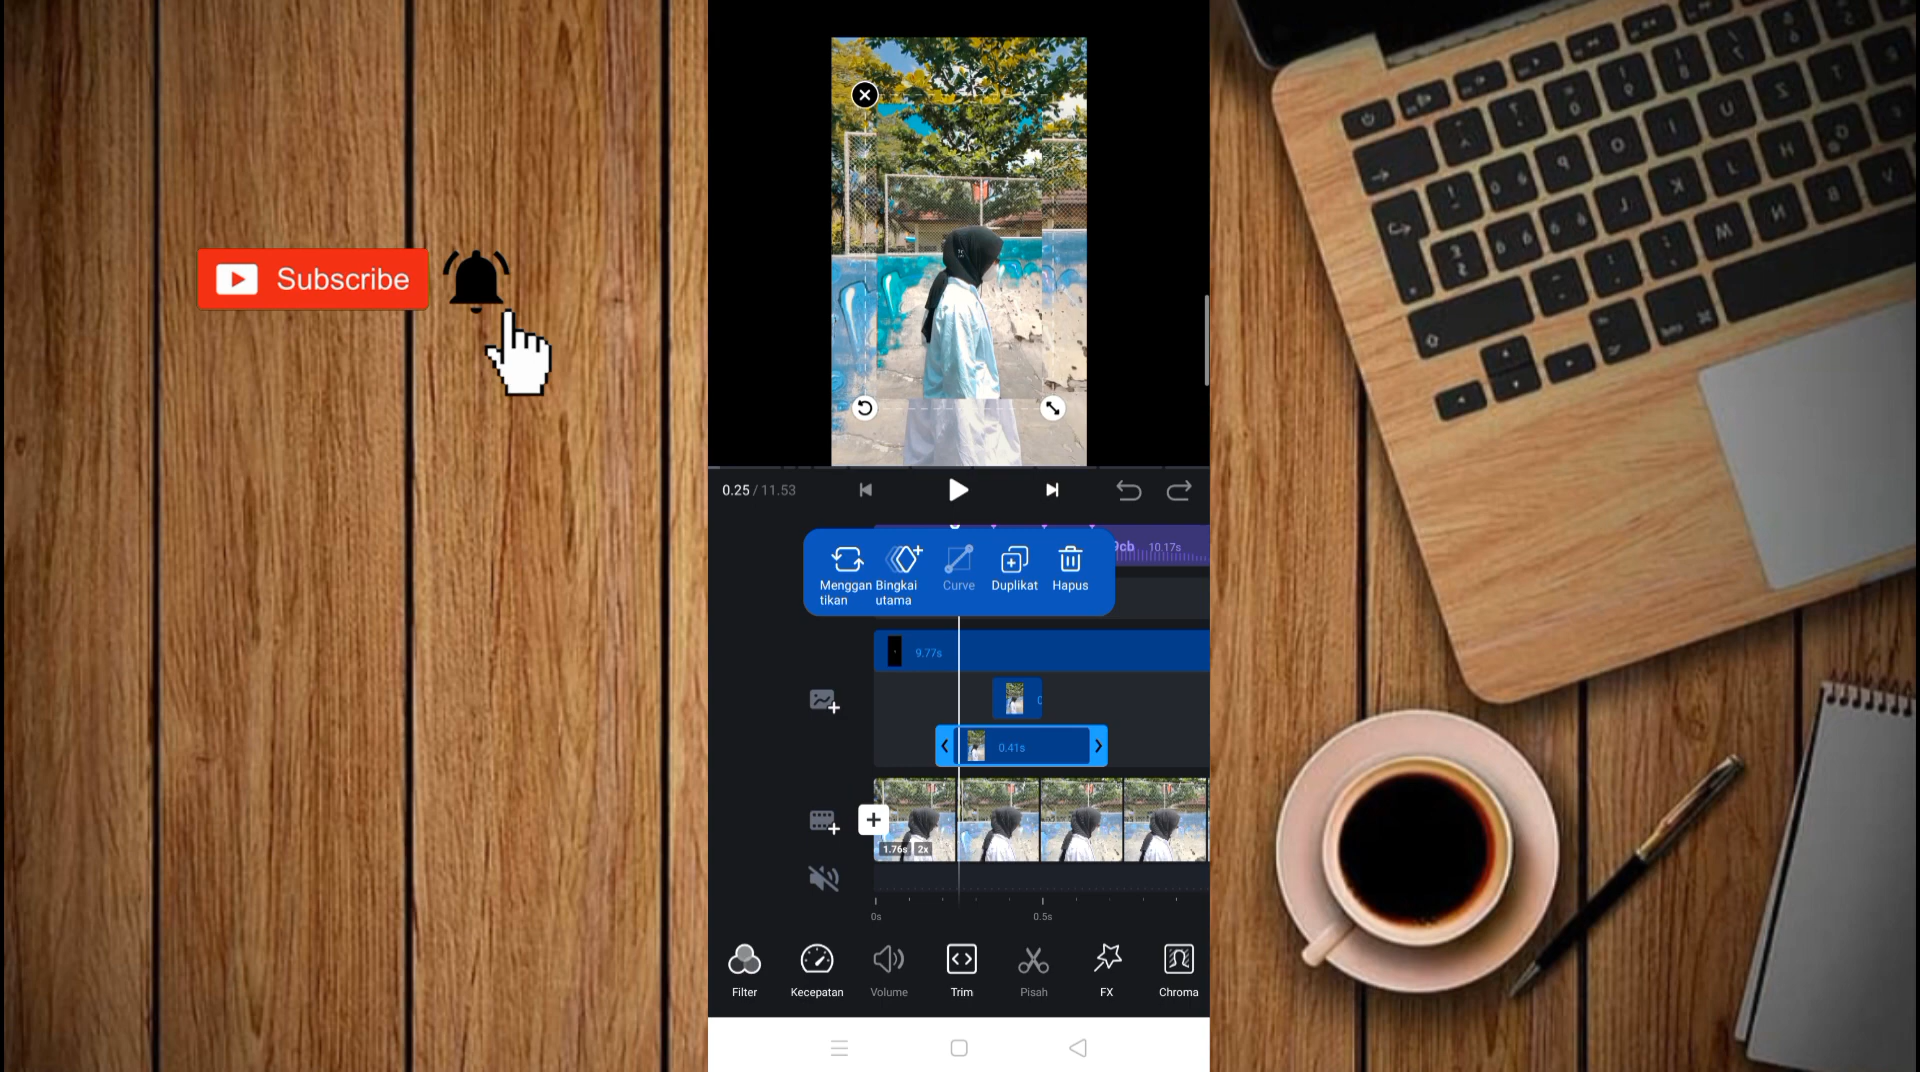 Subscribe
0.25 / 11.53
9cb 10.17s
Menggan
tikan
Bingkai
utama
Curve
Duplikat
Hapus
9.77s
0.41s
1.76s 2x
0s
0.5s
Filter
Kecepatan
Volume
Trim
Pisah
FX
Chroma